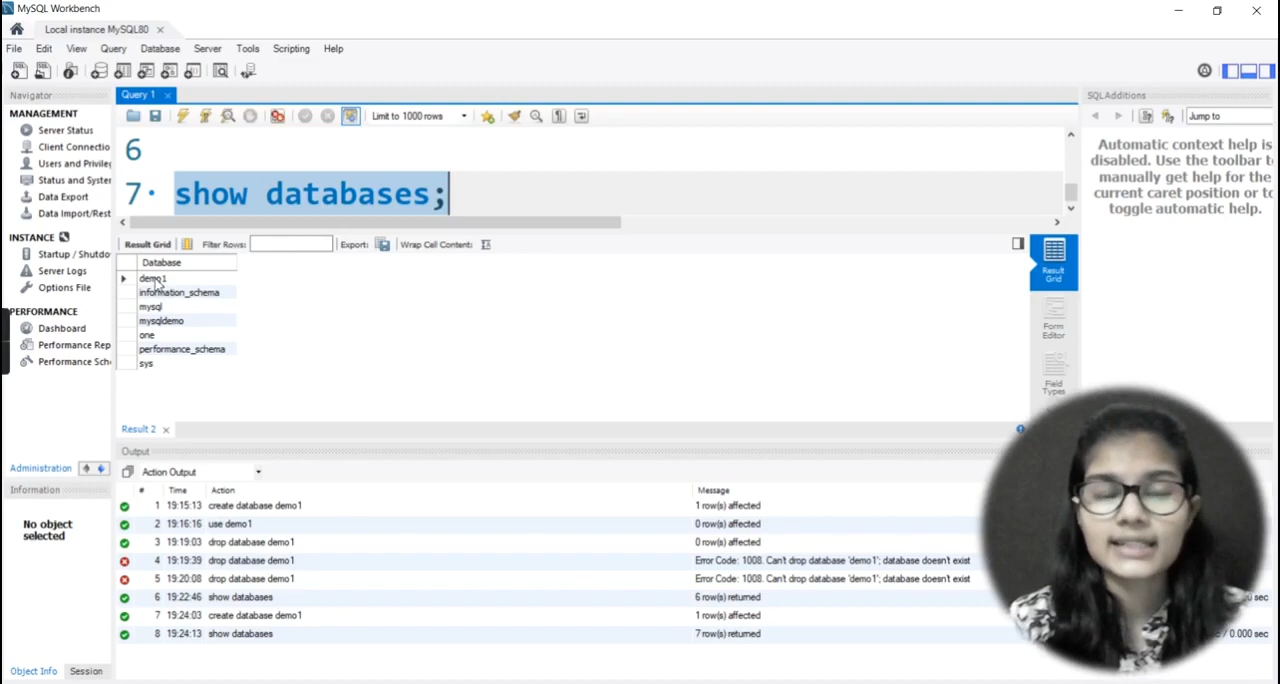 MySQL Workbench
Local instance MySQL80
File Edit View Query Database Server Tools Scripting Help
Navigator
MANAGEMENT
Server Status
Client Connectio
Users and Privileg
Status and Syster
Data Export
Data Import/Rest
INSTANCE
Startup / Shutdo
Server Logs
Options File
PERFORMANCE
Dashboard
Performance Rep
Performance Sch
Administration
Information
No object
selected
Object Info Session
Query 1
Limit to 1000 rows
6
7 show databases;
Result Grid Filter Rows: Export: Wrap Cell Content:
Database
demo1
information_schema
mysql
mysqldemo
one
performance_schema
sys
Result Grid
Form Editor
Field Types
Result 2
Output
Action Output
# Time Action Message
1 19:15:13 create database demo1 1 row(s) affected
2 19:16:16 use demo1 0 row(s) affected
3 19:19:03 drop database demo1 0 row(s) affected
4 19:19:39 drop database demo1 Error Code: 1008. Can't drop database 'demo1'; database doesn't exist
5 19:20:08 drop database demo1 Error Code: 1008. Can't drop database 'demo1'; database doesn't exist
6 19:22:46 show databases 6 row(s) returned
7 19:24:03 create database demo1 1 row(s) affected
8 19:24:13 show databases 7 row(s) returned
SQLAdditions
Jump to
Automatic context help is
disabled. Use the toolbar to
manually get help for the
current caret position or to
toggle automatic help.
0 sec
/ 0.000 sec